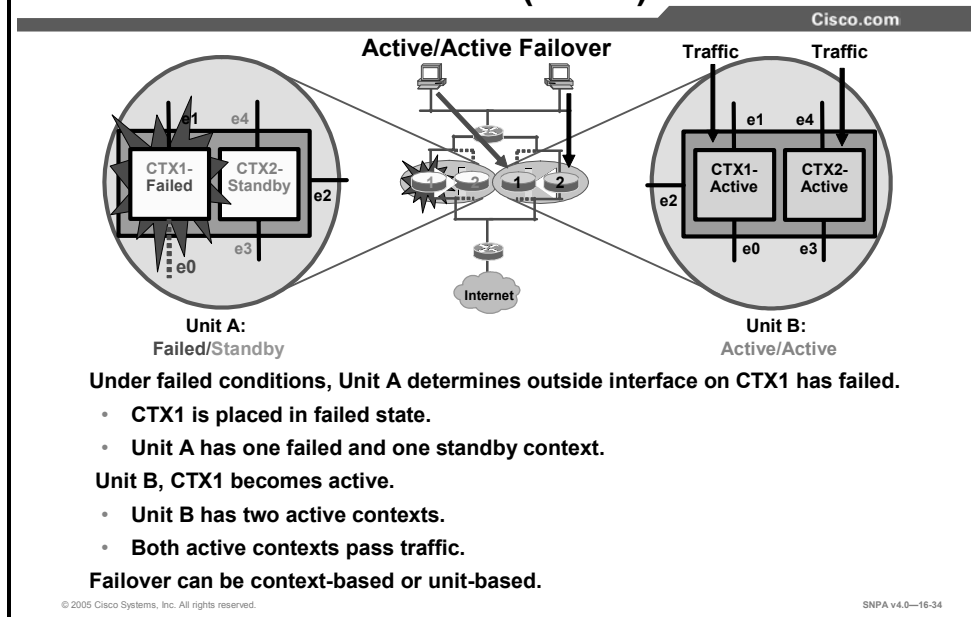 Cisco.com
Active/Active Failover
Traffic Traffic
e1 e4
CTX1-
Failed
CTX2-
Standby
e2
e3
e0
1 2 1 2
Internet
e1 e4
CTX1-
Active
CTX2-
Active
e2
e0 e3
Unit A:
Failed/Standby
Unit B:
Active/Active
Under failed conditions, Unit A determines outside interface on CTX1 has failed.
• CTX1 is placed in failed state.
• Unit A has one failed and one standby context.
Unit B, CTX1 becomes active.
• Unit B has two active contexts.
• Both active contexts pass traffic.
Failover can be context-based or unit-based.
© 2005 Cisco Systems, Inc. All rights reserved.
SNPA v4.0—16-34